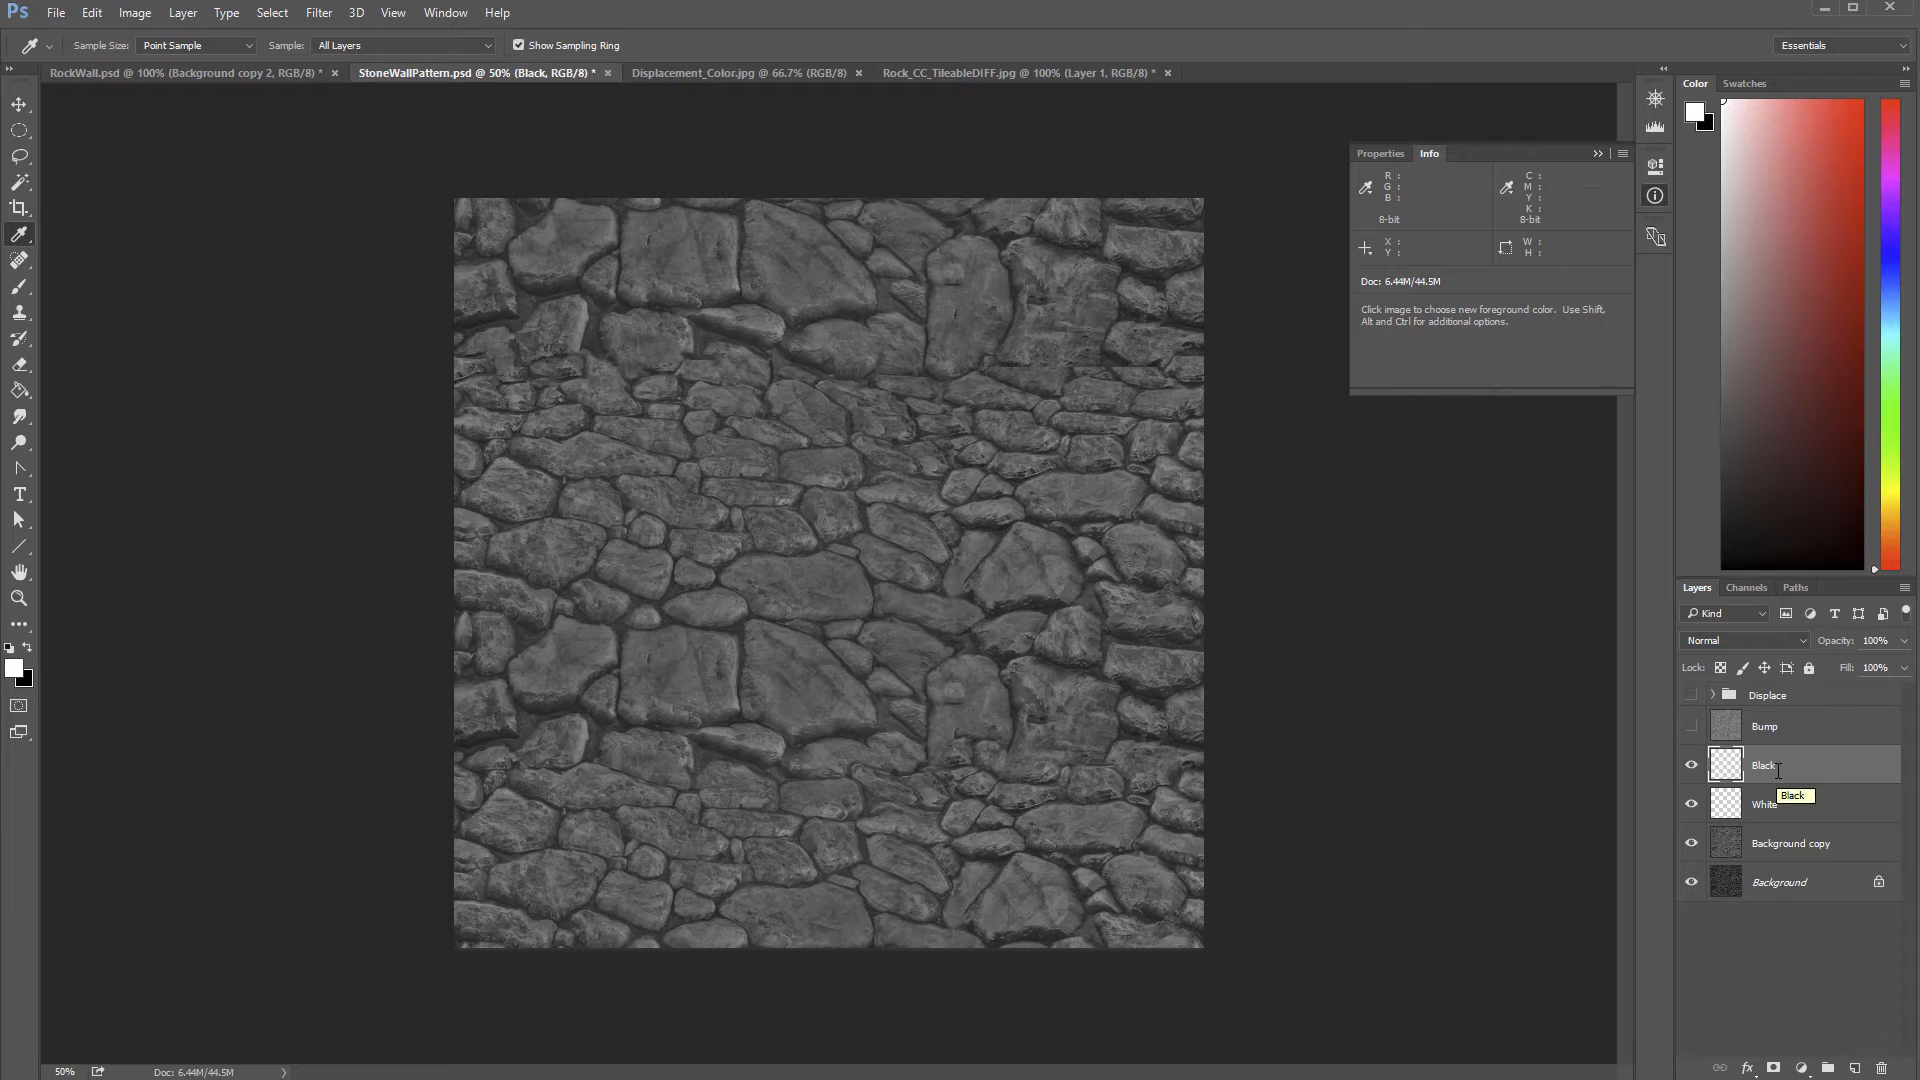 Ps File Edit Image Layer Type Select Filter 3D View Window Help
Sample Size: Point Sample Sample: All Layers Show Sampling Ring Essentials
RockWall.psd @ 100% (Background copy 2, RGB/8) * × StoneWallPattern.psd @ 50% (Black, RGB/8) * × Displacement_Color.jpg @ 66.7% (RGB/8) × Rock_CC_TileableDIFF.jpg @ 100% (Layer 1, RGB/8) * ×
Color Swatches
Properties Info
R : C :
G : M :
B : Y :
K :
8-bit 8-bit
X : W :
Y : H :
Doc: 6.44M/44.5M
Click image to choose new foreground color. Use Shift,
Alt and Ctrl for additional options.
Layers Channels Paths
Kind
Normal Opacity: 100%
Lock: Fill: 100%
Displace
Bump
Black
Black
White
Background copy
Background
fx
50% Doc: 6.44M/44.5M